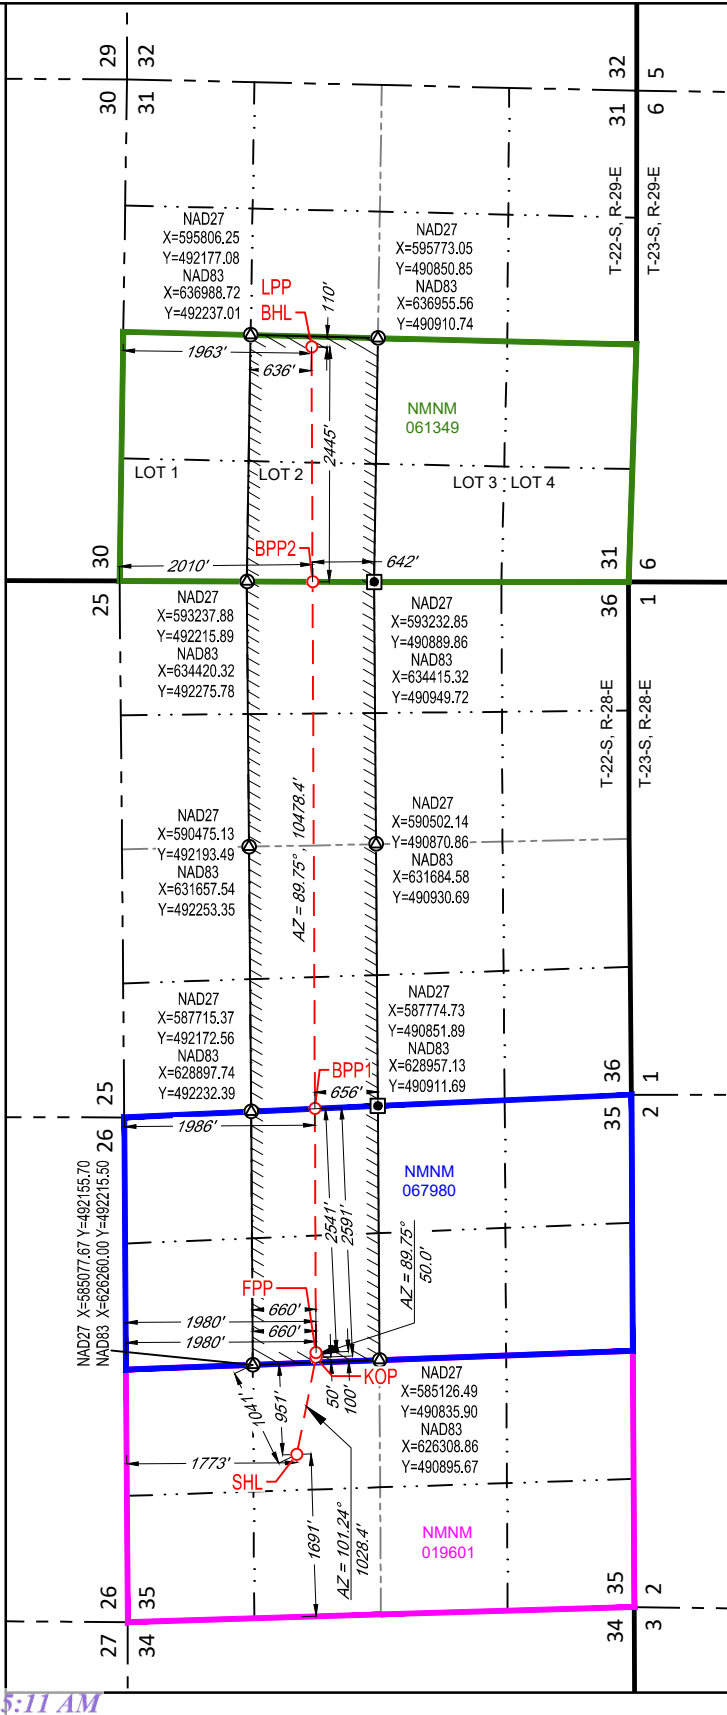 29
32
30
31
32
5
31
6
T-22-S, R-29-E
T-23-S, R-29-E
NAD27
X=595806.25
Y=492177.08
NAD83
X=636988.72
Y=492237.01
NAD27
X=595773.05
Y=490850.85
NAD83
X=636955.56
Y=490910.74
LPP
BHL
110'
1963'
636'
2445'
NMNM
061349
LOT 1
LOT 2
LOT 3
LOT 4
BPP2
2010'
642'
30
25
31
6
36
1
NAD27
X=593237.88
Y=492215.89
NAD83
X=634420.32
Y=492275.78
NAD27
X=593232.85
Y=490889.86
NAD83
X=634415.32
Y=490949.72
T-22-S, R-28-E
T-23-S, R-28-E
AZ = 89.75°, 10478.4'
NAD27
X=590475.13
Y=492193.49
NAD83
X=631657.54
Y=492253.35
NAD27
X=590502.14
Y=490870.86
NAD83
X=631684.58
Y=490930.69
NAD27
X=587715.37
Y=492172.56
NAD83
X=628897.74
Y=492232.39
NAD27
X=587774.73
Y=490851.89
NAD83
X=628957.13
Y=490911.69
BPP1
656'
1986'
25
26
36
1
35
2
NMNM
067980
2541'
2591'
AZ = 89.75°
50.0'
NAD27 X=585077.67 Y=492155.70
NAD83 X=626260.00 Y=492215.50
FPP
660'
1980'
660'
1980'
KOP
50'
100'
NAD27
X=585126.49
Y=490835.90
NAD83
X=626308.86
Y=490895.67
1041'
951'
1773'
SHL
1691'
AZ = 101.24°
1028.4'
NMNM
019601
26
35
27
34
35
2
34
3
5:11 AM